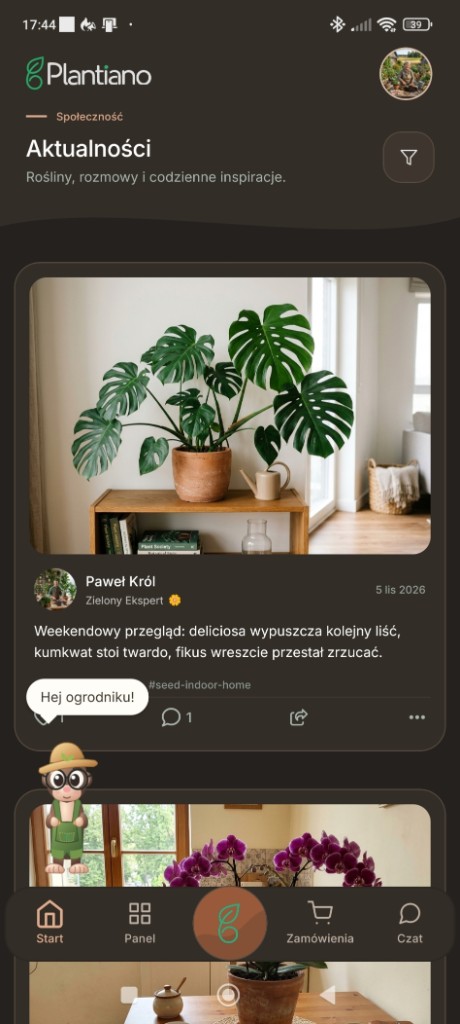 17:44
39
Plantiano
Społeczność
Aktualności
Rośliny, rozmowy i codzienne inspiracje.
Paweł Król
5 lis 2026
Zielony Ekspert
Weekendowy przegląd: deliciosa wypuszcza kolejny liść,
kumkwat stoi twardo, fikus wreszcie przestał zrzucać.
#seed-indoor-home
Hej ogrodniku!
1
1
Start
Panel
Zamówienia
Czat